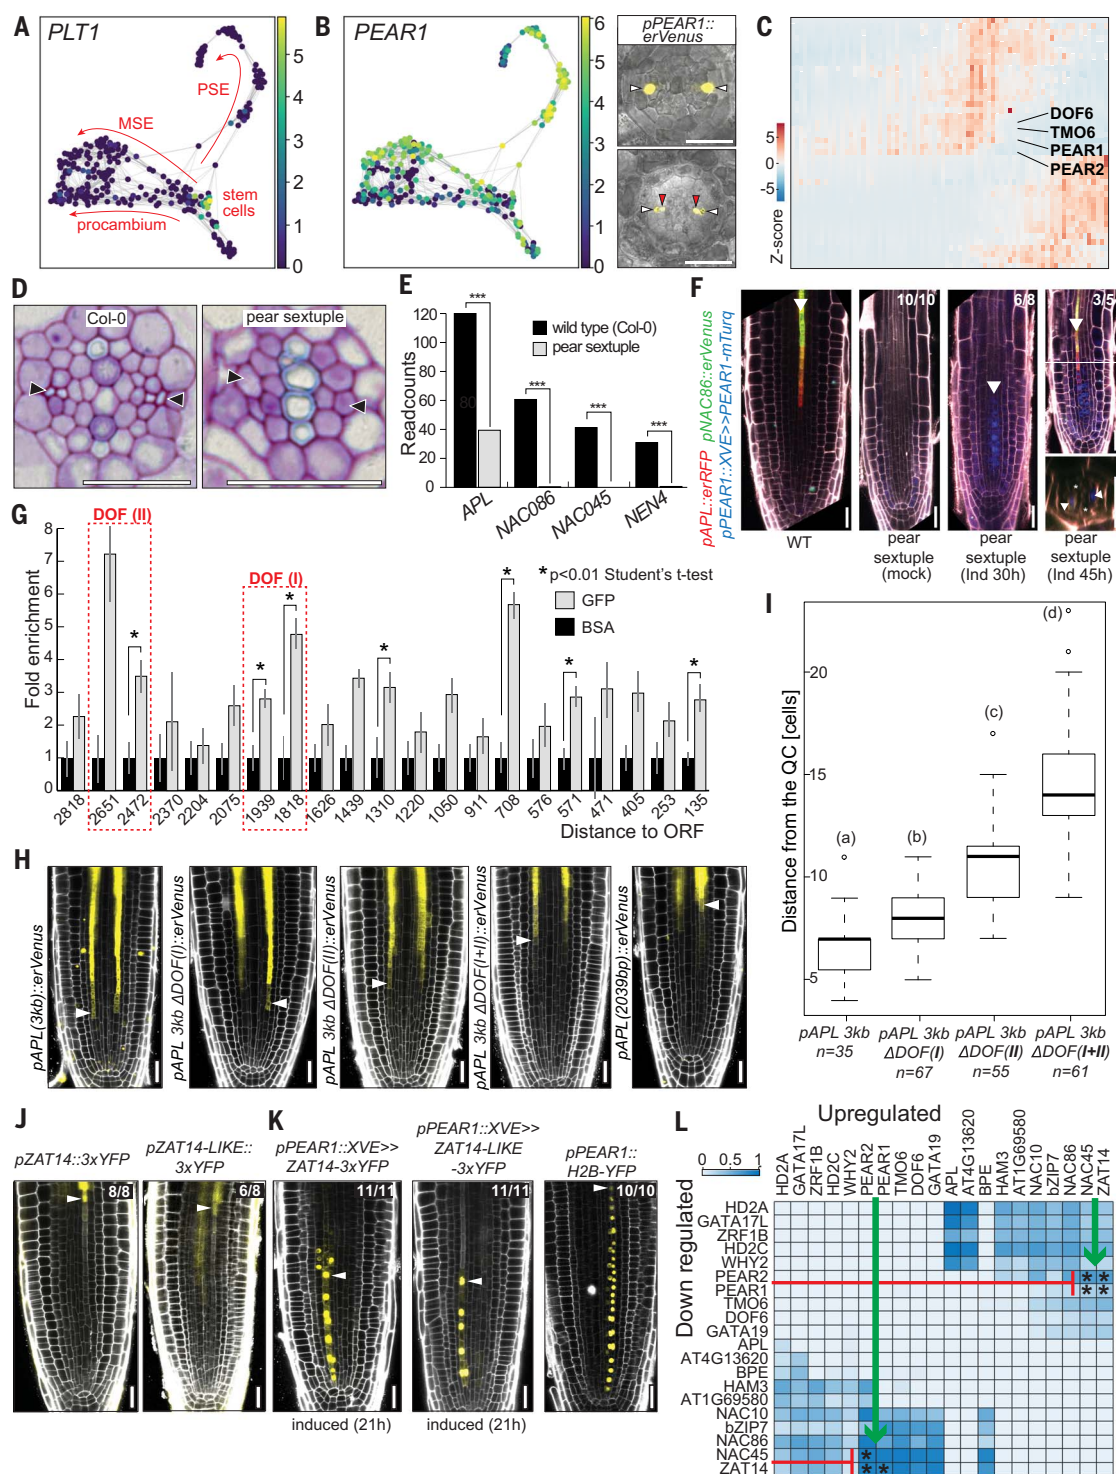 A
PLT1
PSE
MSE
stem
cells
procambium
5
4
3
2
1
0
B
PEAR1
6
5
4
3
2
1
0
pPEAR1::
erVenus
C
DOF6
TMO6
PEAR1
PEAR2
5
0
-5
Z-score
D
Col-0
pear sextuple
E
***
***
***
***
wild type (Col-0)
pear sextuple
120
100
80
60
40
20
0
80
Readcounts
APL
NAC086
NAC045
NEN4
F
pAPL::erRFP pNAC86::erVenus
pPEAR1::XVE>>PEAR1-mTurq
10/10
6/8
3/5
*
*
WT
pear
sextuple
(mock)
pear
sextuple
(Ind 30h)
pear
sextuple
(Ind 45h)
G
DOF (II)
DOF (I)
*p<0.01 Student's t-test
GFP
BSA
* * * * * * *
Fold enrichment
8
7
6
5
4
3
2
1
0
2818
2651
2472
2370
2204
2075
1939
1818
1626
1439
1310
1220
1050
911
708
576
571
471
405
253
135
Distance to ORF
H
pAPL(3kb)::erVenus
pAPL 3kb ΔDOF(I)::erVenus
pAPL 3kb ΔDOF(II)::erVenus
pAPL 3kb ΔDOF(I+II)::erVenus
pAPL(2039bp)::erVenus
I
Distance from the QC [cells]
20
15
10
5
(a)
(b)
(c)
(d)
pAPL 3kb
n=35
pAPL 3kb
ΔDOF(I)
n=67
pAPL 3kb
ΔDOF(II)
n=55
pAPL 3kb
ΔDOF(I+II)
n=61
J
pZAT14::3xYFP
8/8
pZAT14-LIKE::
3xYFP
6/8
K
pPEAR1::XVE>>
ZAT14-3xYFP
11/11
induced (21h)
pPEAR1::XVE>>
ZAT14-LIKE
-3xYFP
11/11
induced (21h)
pPEAR1::
H2B-YFP
10/10
L
Upregulated
0 0.5 1
HD2A
GATA17L
ZRF1B
HD2C
WHY2
PEAR2
PEAR1
TMO6
DOF6
GATA19
APL
AT4G13620
BPE
HAM3
AT1G69580
NAC10
bZIP7
NAC86
NAC45
ZAT14
Down regulated
HD2A
GATA17L
ZRF1B
HD2C
WHY2
PEAR2
PEAR1
TMO6
DOF6
GATA19
APL
AT4G13620
BPE
HAM3
AT1G69580
NAC10
bZIP7
NAC86
NAC45
ZAT14
* *
* *
*
* *